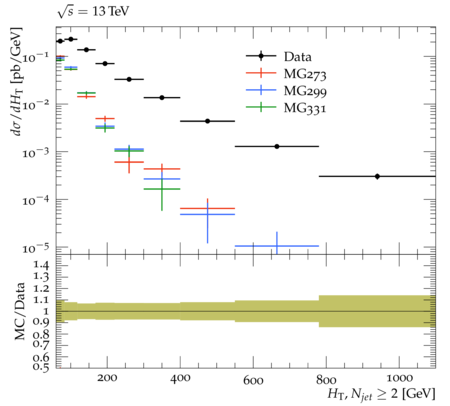 √s = 13 TeV
dσ/dH_T [pb/GeV]
10⁻¹
10⁻²
10⁻³
10⁻⁴
10⁻⁵
Data
MG273
MG299
MG331
MC/Data
1.4
1.3
1.2
1.1
1
0.9
0.8
0.7
0.6
0.5
200 400 600 800 1000
H_T, N_jet ≥ 2 [GeV]